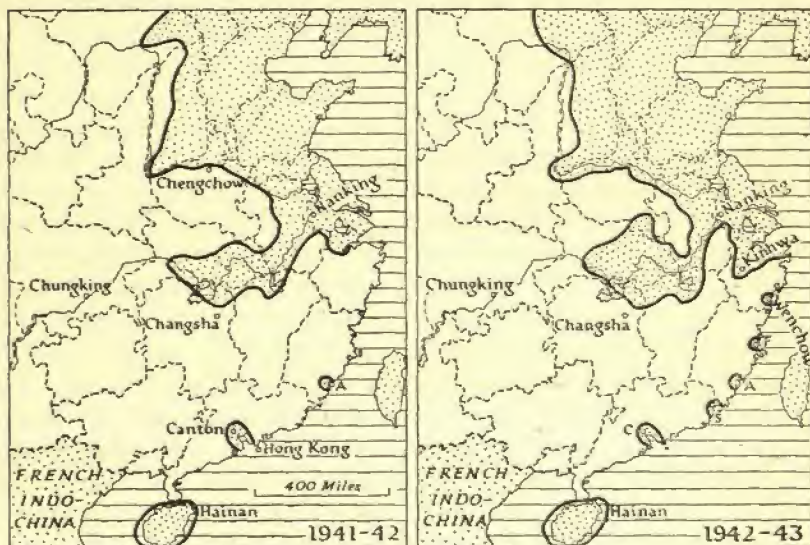 Chengchow
Nanking
Chungking
Changsha
A
Canton
Hong Kong
FRENCH
INDO-
CHINA
400 Miles
Hainan
1941-42
Nanking
Kinhwa
Chungking
Wenchow
Changsha
F
A
S
C
FRENCH
INDO-
CHINA
Hainan
1942-43